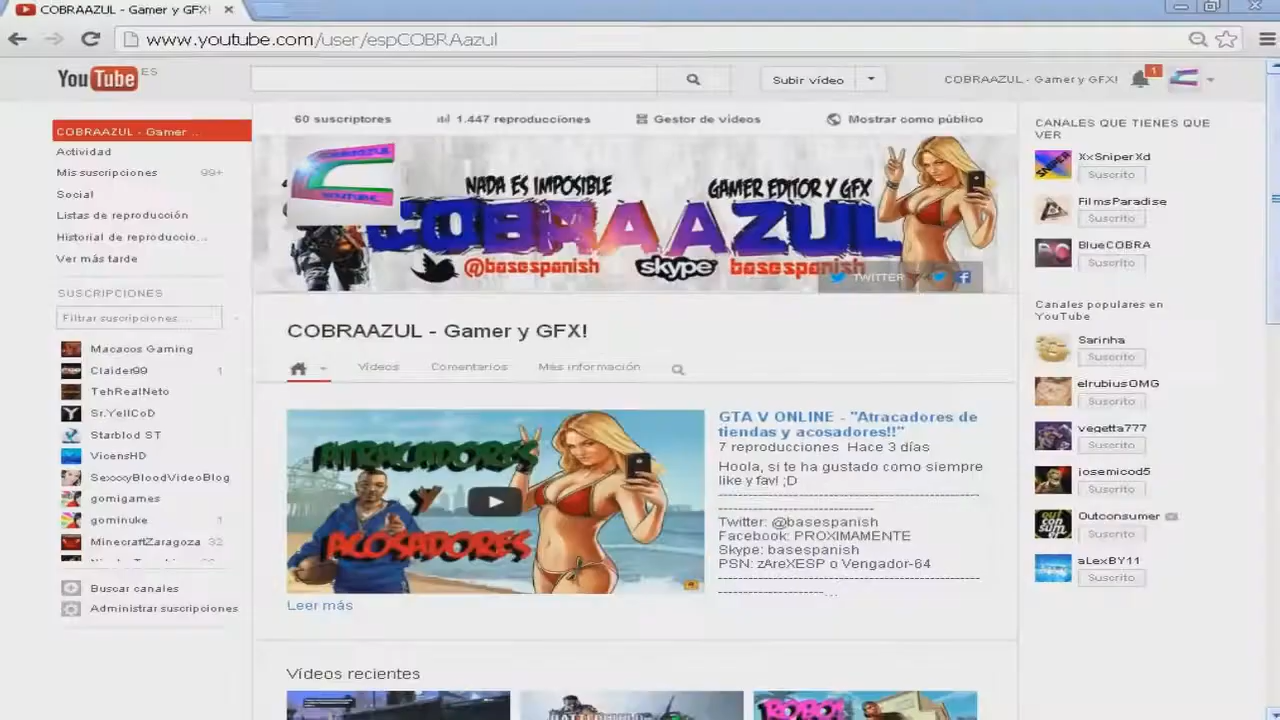 COBRAAZUL - Gamer y GFX!
www.youtube.com/user/espCOBRAazul
YouTube ES
Subir vídeo
COBRAAZUL - Gamer y GFX!
1
COBRAAZUL - Gamer ...
Actividad
Mis suscripciones 99+
Social
Listas de reproducción
Historial de reproduccio...
Ver más tarde
SUSCRIPCIONES
Filtrar suscripciones ...
Macacos Gaming
Claider99 1
TehRealNeto
Sr.YellCoD
Starblod ST
VicensHD
SexxxyBloodVideoBlog
gomigames
gominuke 1
MinecraftZaragoza 32
Buscar canales
Administrar suscripciones
60 suscriptores
1.447 reproducciones
Gestor de vídeos
Mostrar como público
COBRAAZUL
YOUTUBE
NADA ES IMPOSIBLE
GAMER EDITOR Y GFX
COBRAAZUL
@basespanish
skype
basespanish
TWITTER
COBRAAZUL - Gamer y GFX!
Vídeos
Comentarios
Más información
ATRACADORES
Y
ACOSADORES
GTA V ONLINE - "Atracadores de
tiendas y acosadores!!"
7 reproducciones Hace 3 días
Hoola, si te ha gustado como siempre
like y fav! ;D
--------------------------------------------
--------------------------
Twitter: @basespanish
Facebook: PROXIMAMENTE
Skype: basespanish
PSN: zAreXESP o Vengador-64
--------------------------------------------
------------------...
Leer más
Vídeos recientes
ROBO!
CANALES QUE TIENES QUE
VER
XxSniperXd
Suscrito
FilmsParadise
Suscrito
BlueCOBRA
Suscrito
Canales populares en
YouTube
Sarinha
Suscrito
elrubiusOMG
Suscrito
vegetta777
Suscrito
josemicod5
Suscrito
Outconsumer
Suscrito
aLexBY11
Suscrito